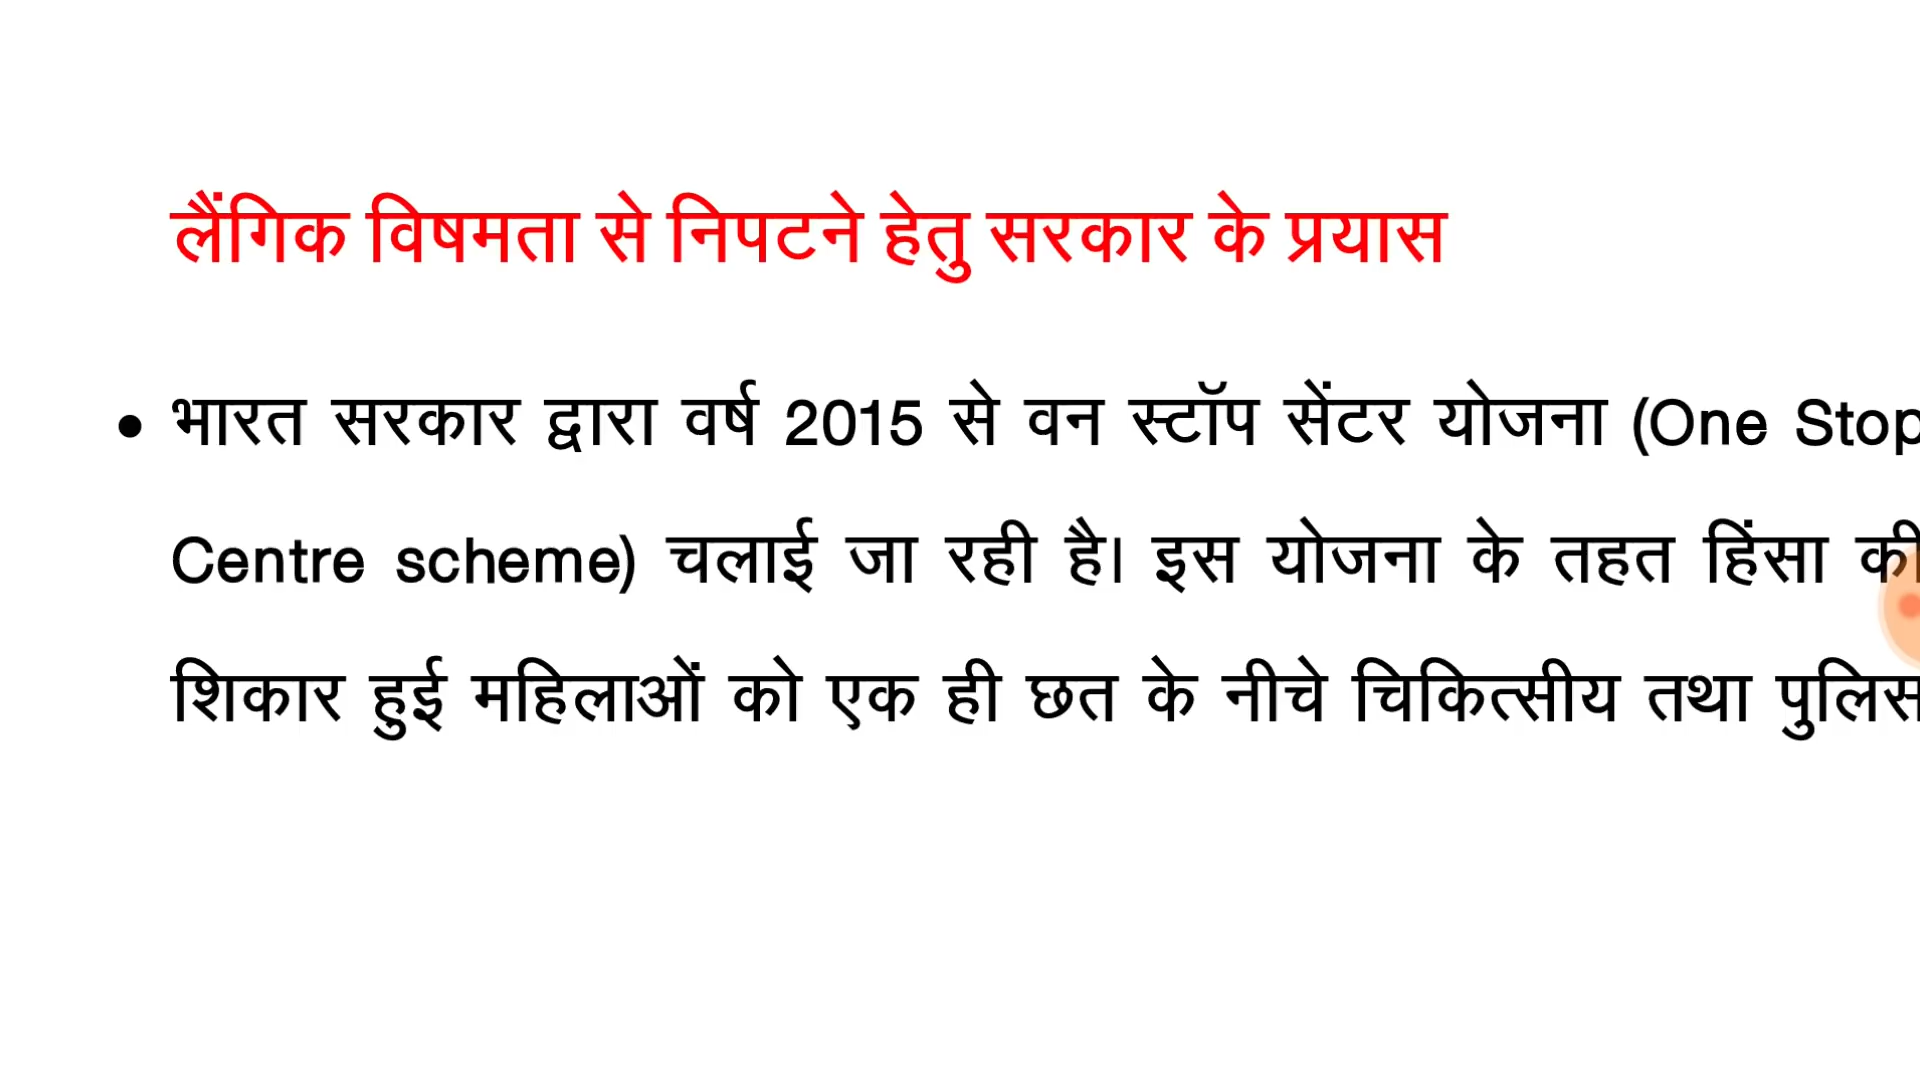 लैंगिक विषमता से निपटने हेतु सरकार के प्रयास
• भारत सरकार द्वारा वर्ष 2015 से वन स्टॉप सेंटर योजना (One Stop
Centre scheme) चलाई जा रही है। इस योजना के तहत हिंसा की
शिकार हुई महिलाओं को एक ही छत के नीचे चिकित्सीय तथा पुलिस